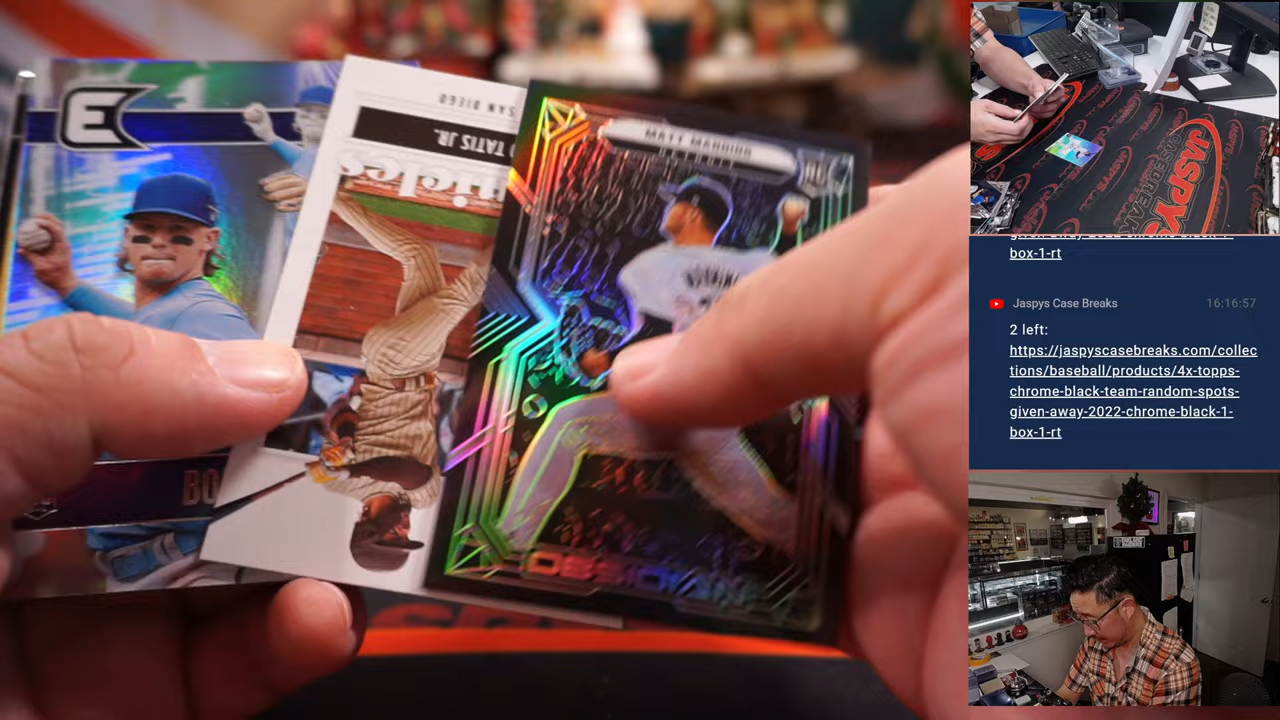 E
BO
SAN DIEGO
TATIS JR.
MATT MANNING
OBSIDIAN
JASPYS
CASE BREAKS
box-1-rt
Jaspys Case Breaks
16:16:57
2 left:
https://jaspyscasebreaks.com/collec
tions/baseball/products/4x-topps-
chrome-black-team-random-spots-
given-away-2022-chrome-black-1-
box-1-rt